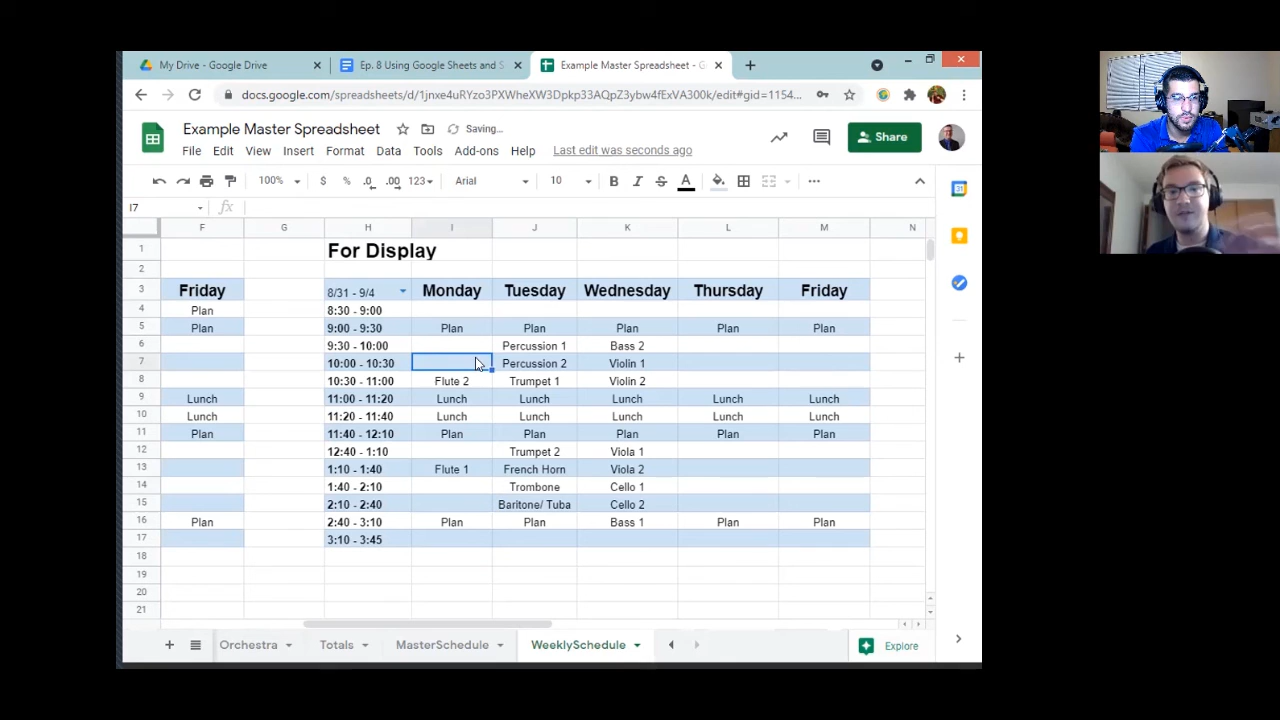 My Drive - Google Drive
Ep. 8 Using Google Sheets and S
Example Master Spreadsheet - G
Example Master Spreadsheet
Saving...
File Edit View Insert Format Data Tools Add-ons Help Last edit was seconds ago
Share
100% $ % .0 .00 123 Arial 10 B I S A
I7 fx
F G H I J K L M N
1 For Display
2
3 Friday 8/31 - 9/4 Monday Tuesday Wednesday Thursday Friday
4 Plan 8:30 - 9:00
5 Plan 9:00 - 9:30 Plan Plan Plan Plan Plan
6 9:30 - 10:00 Percussion 1 Bass 2
7 10:00 - 10:30 Percussion 2 Violin 1
8 10:30 - 11:00 Flute 2 Trumpet 1 Violin 2
9 Lunch 11:00 - 11:20 Lunch Lunch Lunch Lunch Lunch
10 Lunch 11:20 - 11:40 Lunch Lunch Lunch Lunch Lunch
11 Plan 11:40 - 12:10 Plan Plan Plan Plan Plan
12 12:40 - 1:10 Trumpet 2 Viola 1
13 1:10 - 1:40 Flute 1 French Horn Viola 2
14 1:40 - 2:10 Trombone Cello 1
15 2:10 - 2:40 Baritone/ Tuba Cello 2
16 Plan 2:40 - 3:10 Plan Plan Bass 1 Plan Plan
17 3:10 - 3:45
18
19
20
21
Orchestra Totals MasterSchedule WeeklySchedule Explore